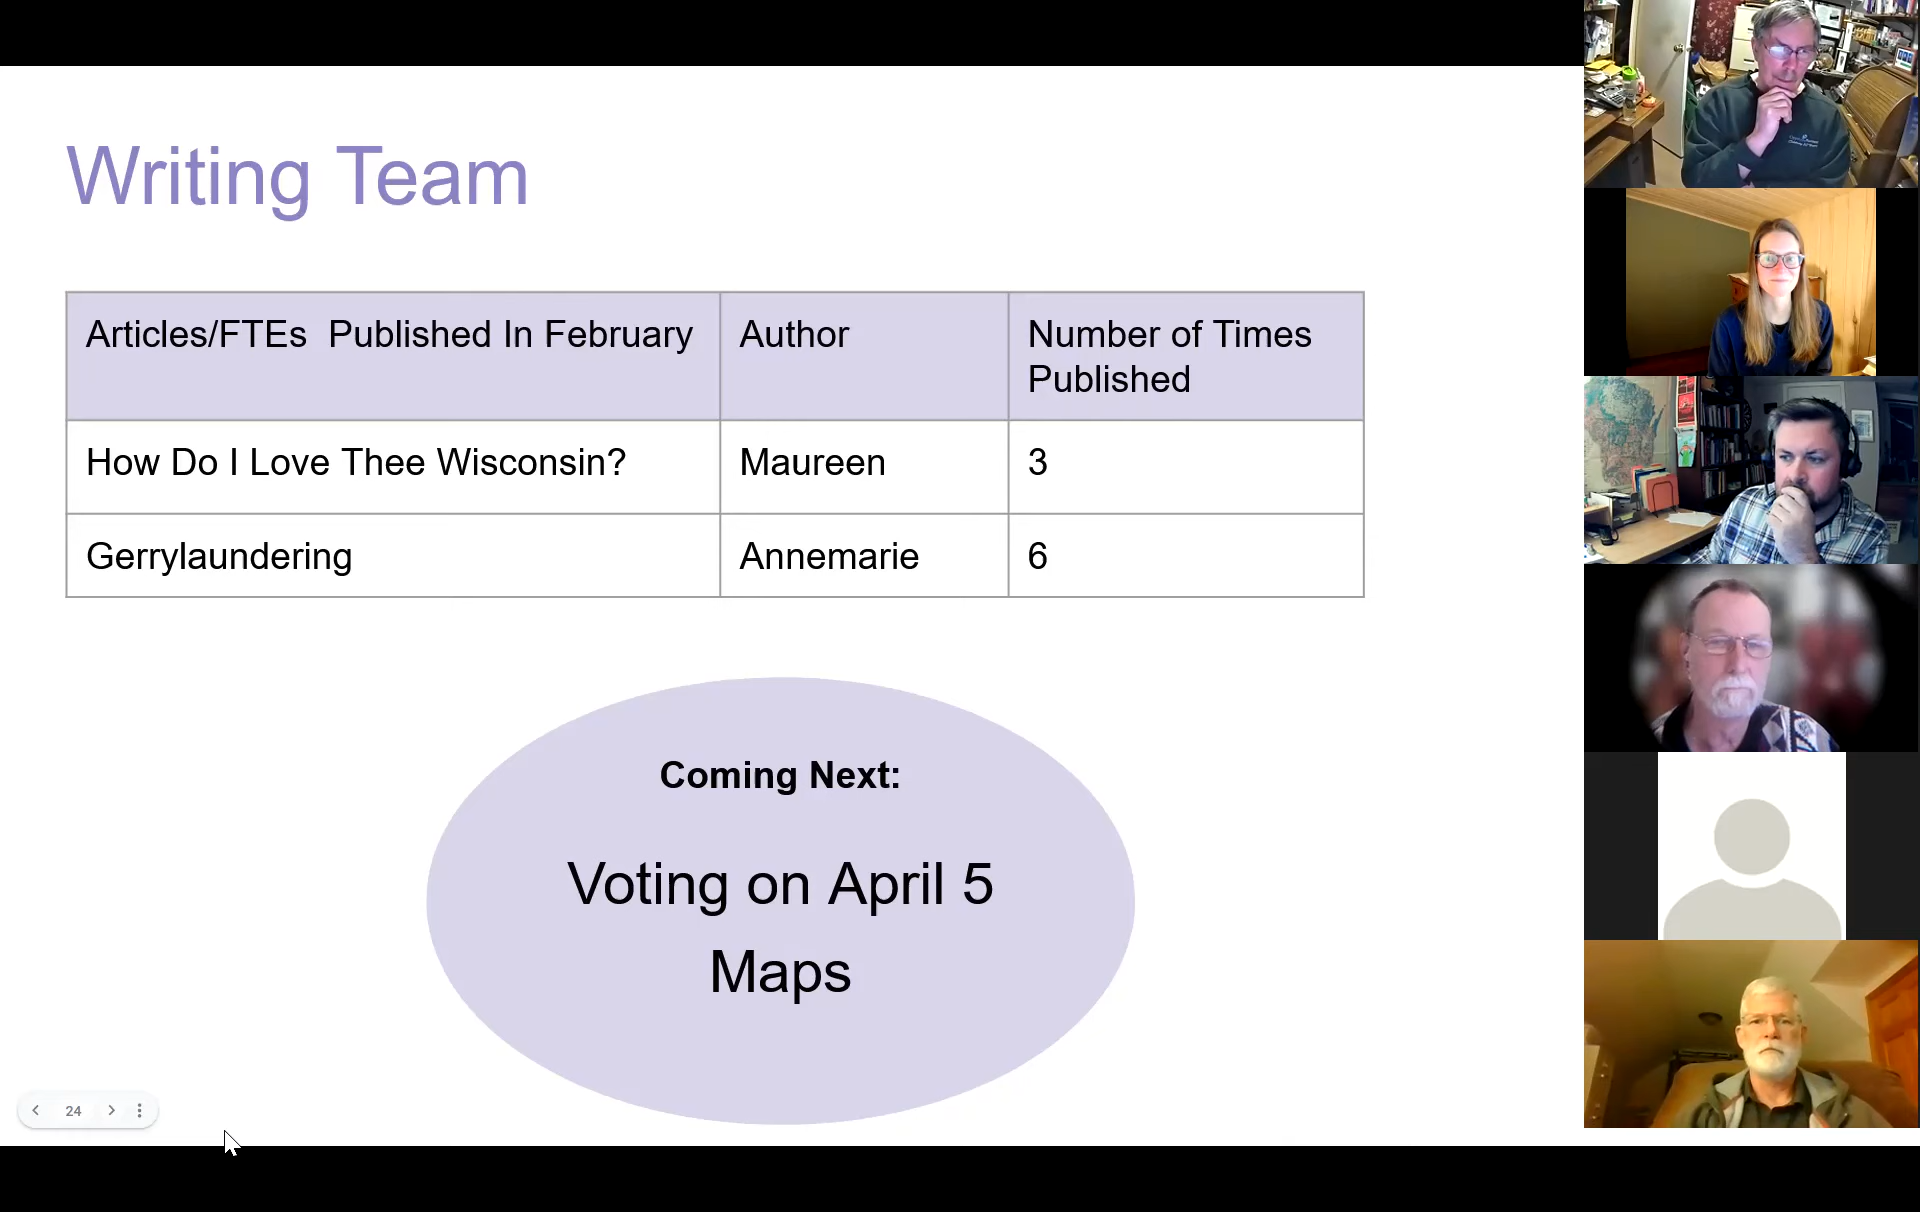 Writing Team
Articles/FTEs  Published In February
Author
Number of Times
Published
How Do I Love Thee Wisconsin?
Maureen
3
Gerrylaundering
Annemarie
6
Coming Next:
Voting on April 5
Maps
24